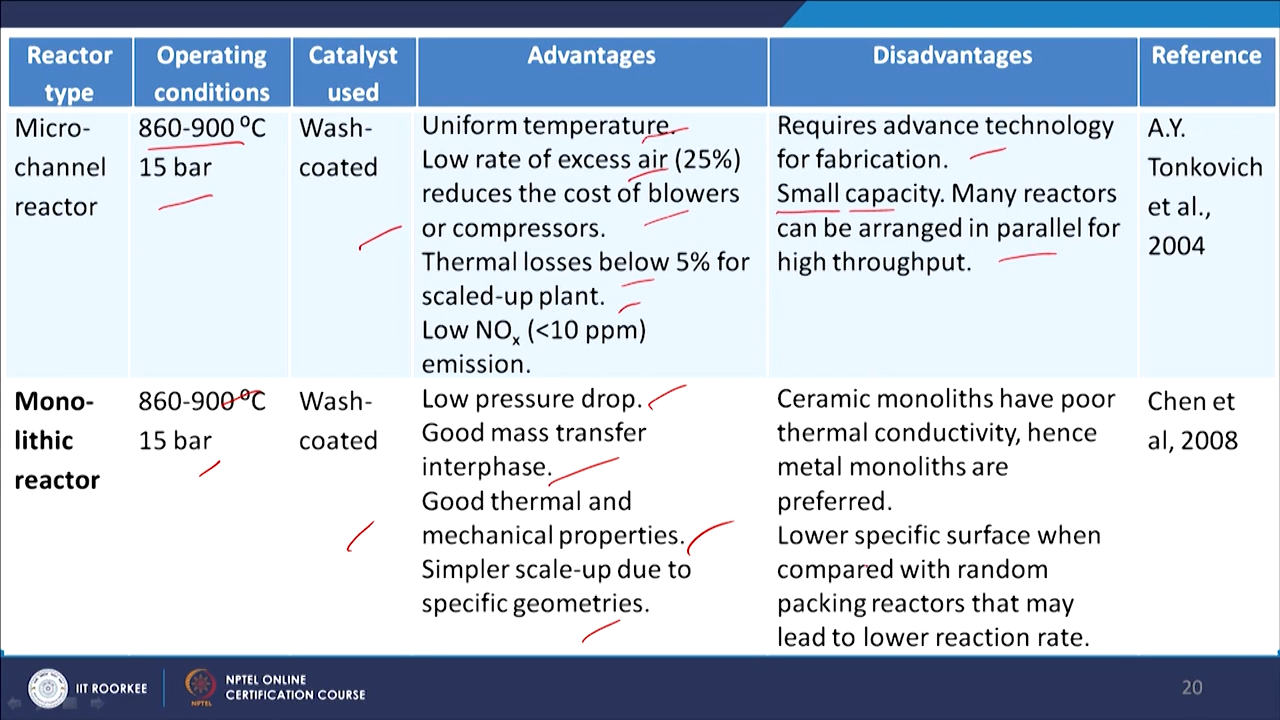 Reactor type
Operating conditions
Catalyst used
Advantages
Disadvantages
Reference
Micro-
channel
reactor
860-900 ⁰C
15 bar
Wash-
coated
Uniform temperature.
Low rate of excess air (25%)
reduces the cost of blowers
or compressors.
Thermal losses below 5% for
scaled-up plant.
Low NOₓ (<10 ppm)
emission.
Requires advance technology
for fabrication.
Small capacity. Many reactors
can be arranged in parallel for
high throughput.
A.Y.
Tonkovich
et al.,
2004
Mono-
lithic
reactor
860-900 ⁰C
15 bar
Wash-
coated
Low pressure drop.
Good mass transfer
interphase.
Good thermal and
mechanical properties.
Simpler scale-up due to
specific geometries.
Ceramic monoliths have poor
thermal conductivity, hence
metal monoliths are
preferred.
Lower specific surface when
compared with random
packing reactors that may
lead to lower reaction rate.
Chen et
al, 2008
IIT ROORKEE
NPTEL
NPTEL ONLINE
CERTIFICATION COURSE
20